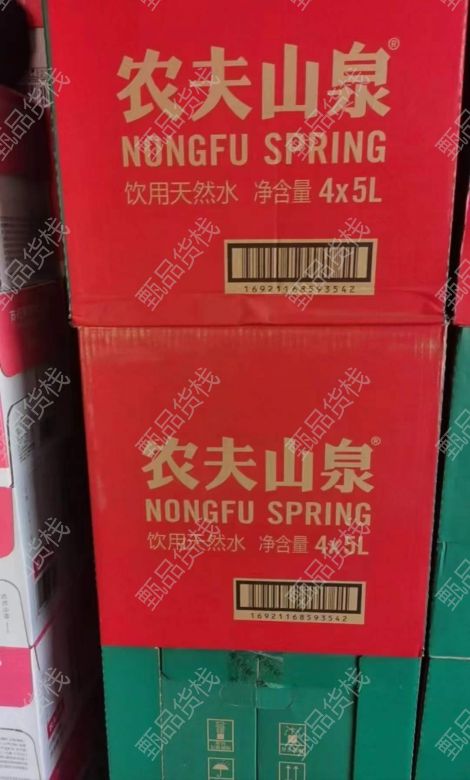 农夫山泉®
NONGFU SPRING
饮用天然水 净含量 4x5L
16921168593542
农夫山泉®
NONGFU SPRING
饮用天然水 净含量 4x5L
16921168593542
甄品货栈